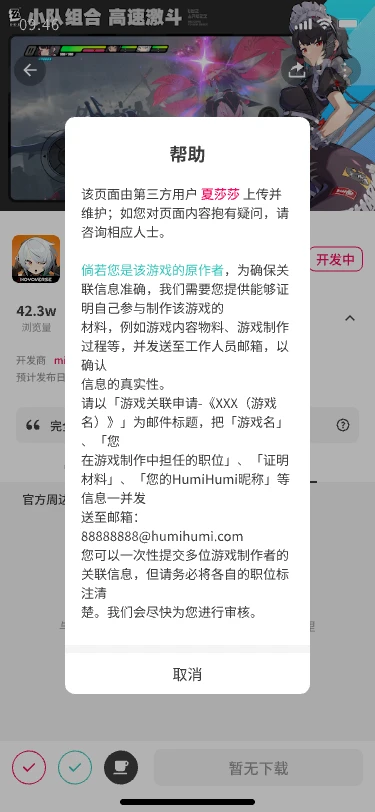 小队组合 高速激斗
09:46
HOYOVERSE
开发中
42.3w
浏览量
开发商 mi
预计发布日
完
官方周边
帮助
该页面由第三方用户 夏莎莎 上传并
维护；如您对页面内容抱有疑问，请
咨询相应人士。
倘若您是该游戏的原作者，为确保关
联信息准确，我们需要您提供能够证
明自己参与制作该游戏的
材料，例如游戏内容物料、游戏制作
过程等，并发送至工作人员邮箱，以
确认
信息的真实性。
请以「游戏关联申请-《XXX（游戏
名）》」为邮件标题，把「游戏名」
、「您
在游戏制作中担任的职位」、「证明
材料」、「您的HumiHumi昵称」等
信息一并发
送至邮箱：
88888888@humihumi.com
您可以一次性提交多位游戏制作者的
关联信息，但请务必将各自的职位标
注清
楚。我们会尽快为您进行审核。
取消
暂无下载